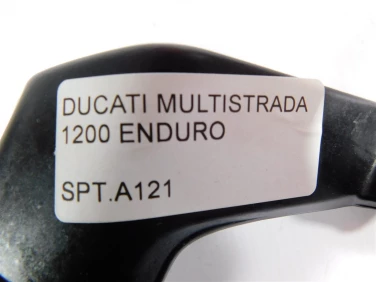 DUCATI MULTISTRADA
1200 ENDURO
SPT.A121